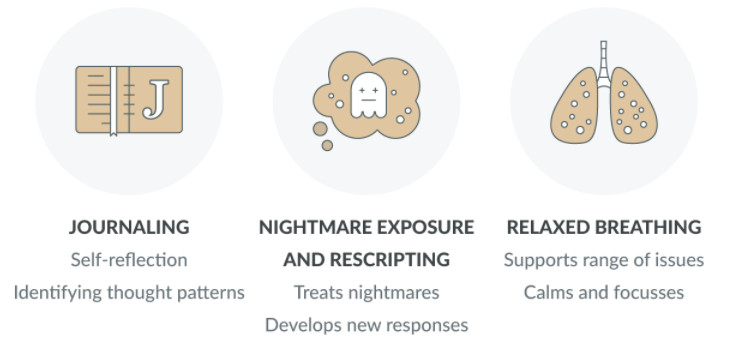 J
JOURNALING
Self-reflection
Identifying thought patterns
NIGHTMARE EXPOSURE
AND RESCRIPTING
Treats nightmares
Develops new responses
RELAXED BREATHING
Supports range of issues
Calms and focusses